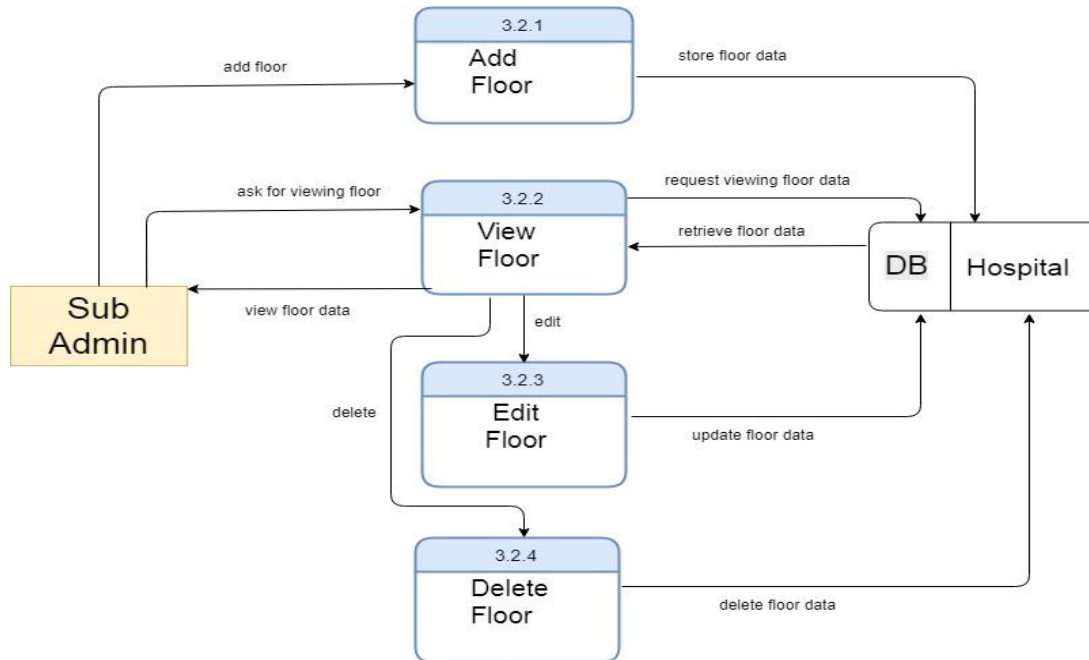 3.2.1
Add
Floor
add floor
store floor data
3.2.2
View
Floor
ask for viewing floor
request viewing floor data
retrieve floor data
DB
Hospital
Sub
Admin
view floor data
edit
3.2.3
Edit
Floor
delete
update floor data
3.2.4
Delete
Floor
delete floor data